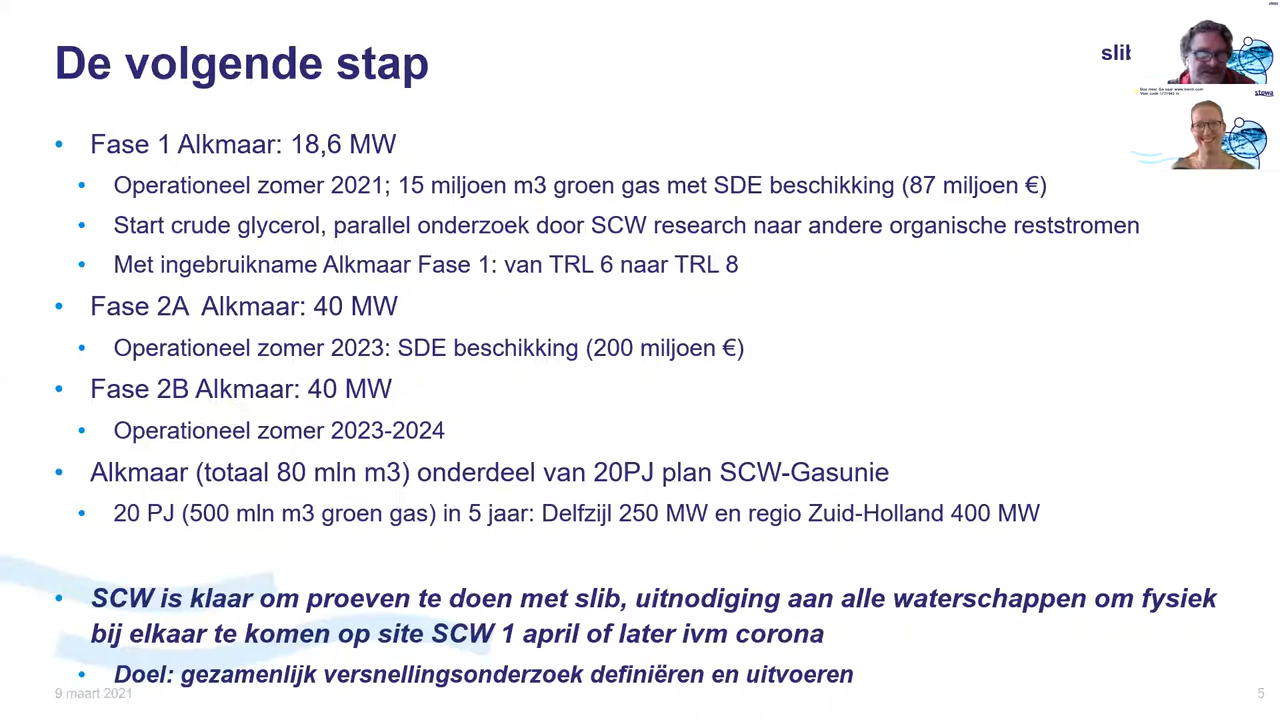 De volgende stap
slib
stowa
Fase 1 Alkmaar: 18,6 MW
Operationeel zomer 2021; 15 miljoen m3 groen gas met SDE beschikking (87 miljoen €)
Start crude glycerol, parallel onderzoek door SCW research naar andere organische reststromen
Met ingebruikname Alkmaar Fase 1: van TRL 6 naar TRL 8
Fase 2A Alkmaar: 40 MW
Operationeel zomer 2023: SDE beschikking (200 miljoen €)
Fase 2B Alkmaar: 40 MW
Operationeel zomer 2023-2024
Alkmaar (totaal 80 mln m3) onderdeel van 20PJ plan SCW-Gasunie
20 PJ (500 mln m3 groen gas) in 5 jaar: Delfzijl 250 MW en regio Zuid-Holland 400 MW
SCW is klaar om proeven te doen met slib, uitnodiging aan alle waterschappen om fysiek
bij elkaar te komen op site SCW 1 april of later ivm corona
Doel: gezamenlijk versnellingsonderzoek definiëren en uitvoeren
9 maart 2021
5